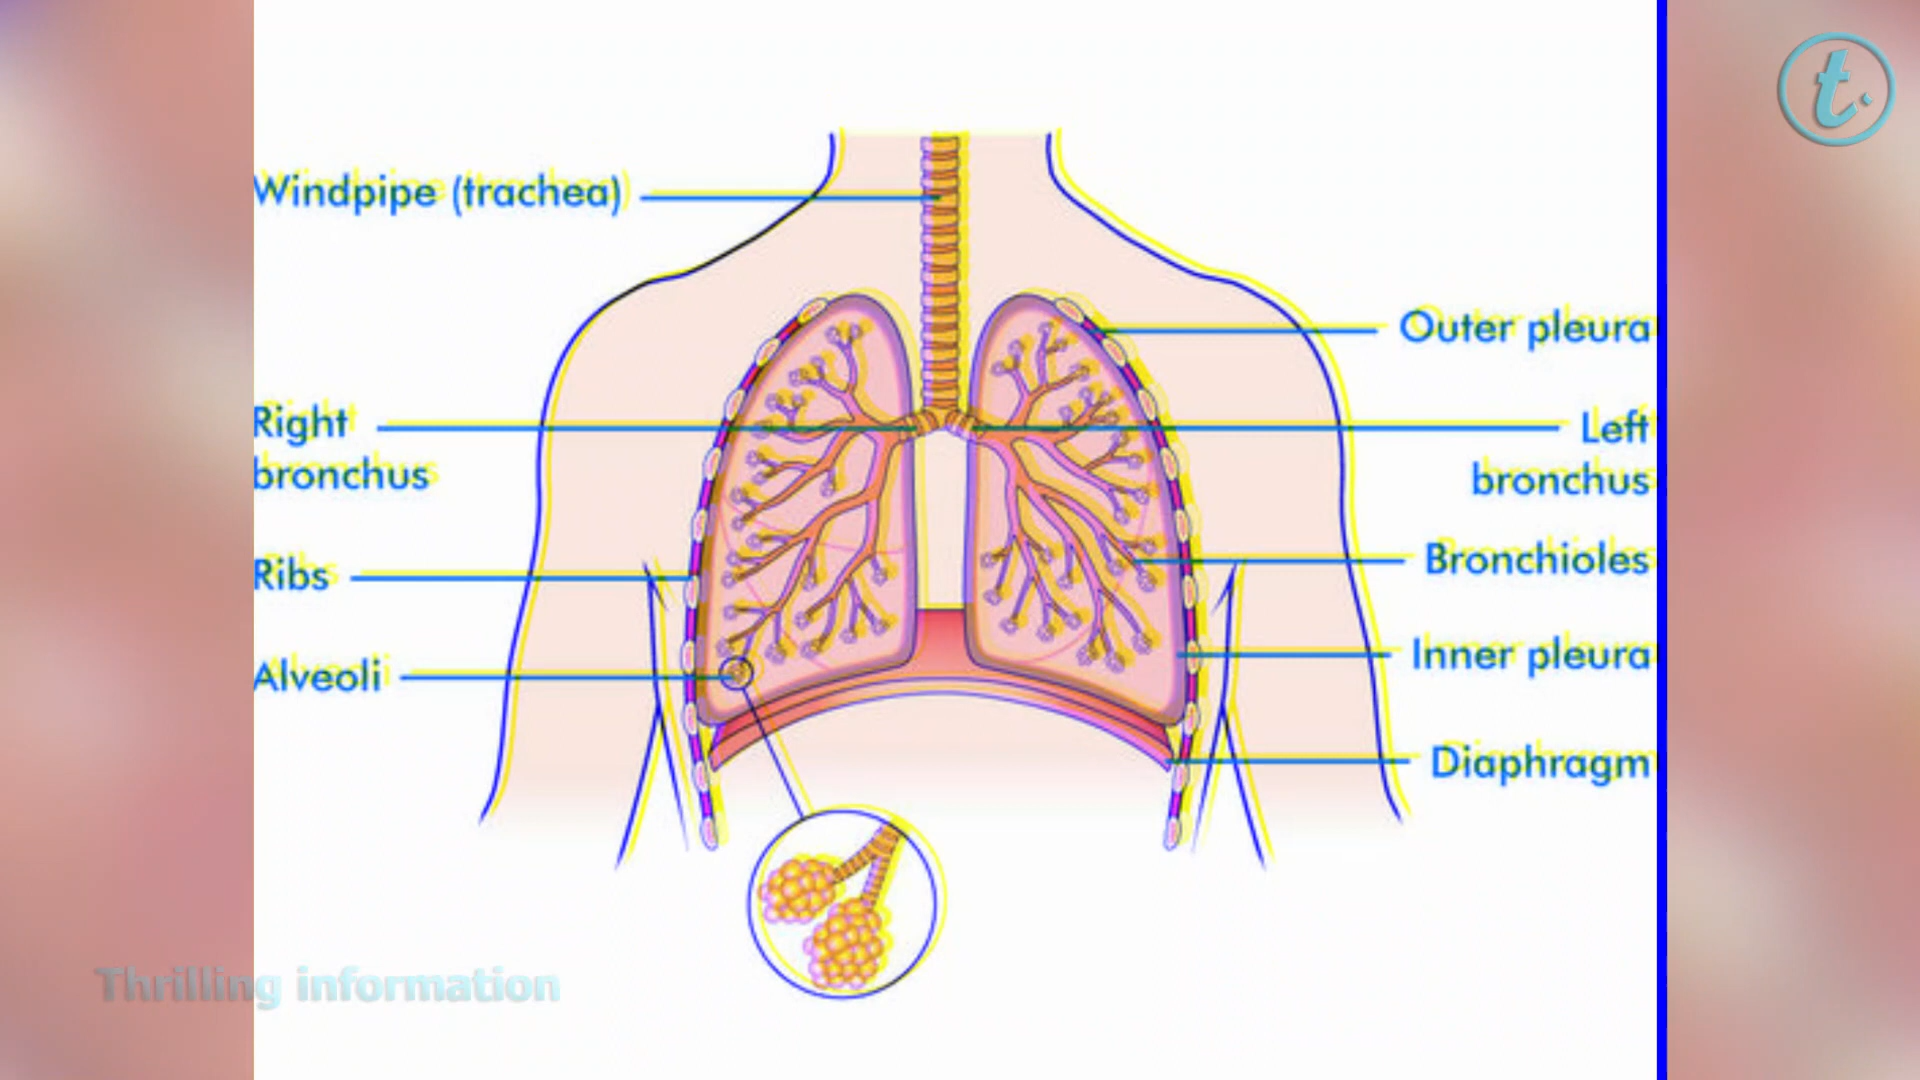 t.
Windpipe (trachea)
Outer pleura
Right
bronchus
Left
bronchus
Ribs
Bronchioles
Alveoli
Inner pleura
Diaphragm
Thrilling information